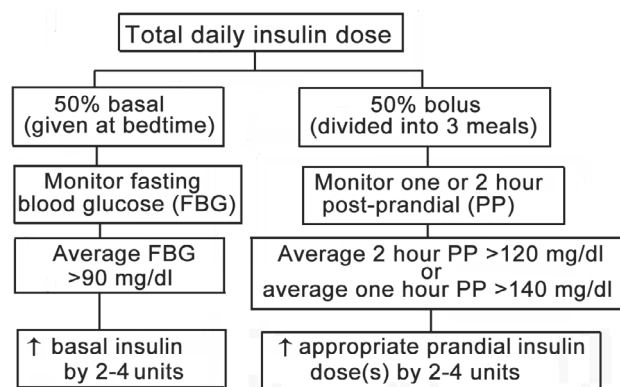 Total daily insulin dose
50% basal
(given at bedtime)
50% bolus
(divided into 3 meals)
Monitor fasting
blood glucose (FBG)
Monitor one or 2 hour
post-prandial (PP)
Average FBG
>90 mg/dl
Average 2 hour PP >120 mg/dl
or
average one hour PP >140 mg/dl
↑ basal insulin
by 2-4 units
↑ appropriate prandial insulin
dose(s) by 2-4 units